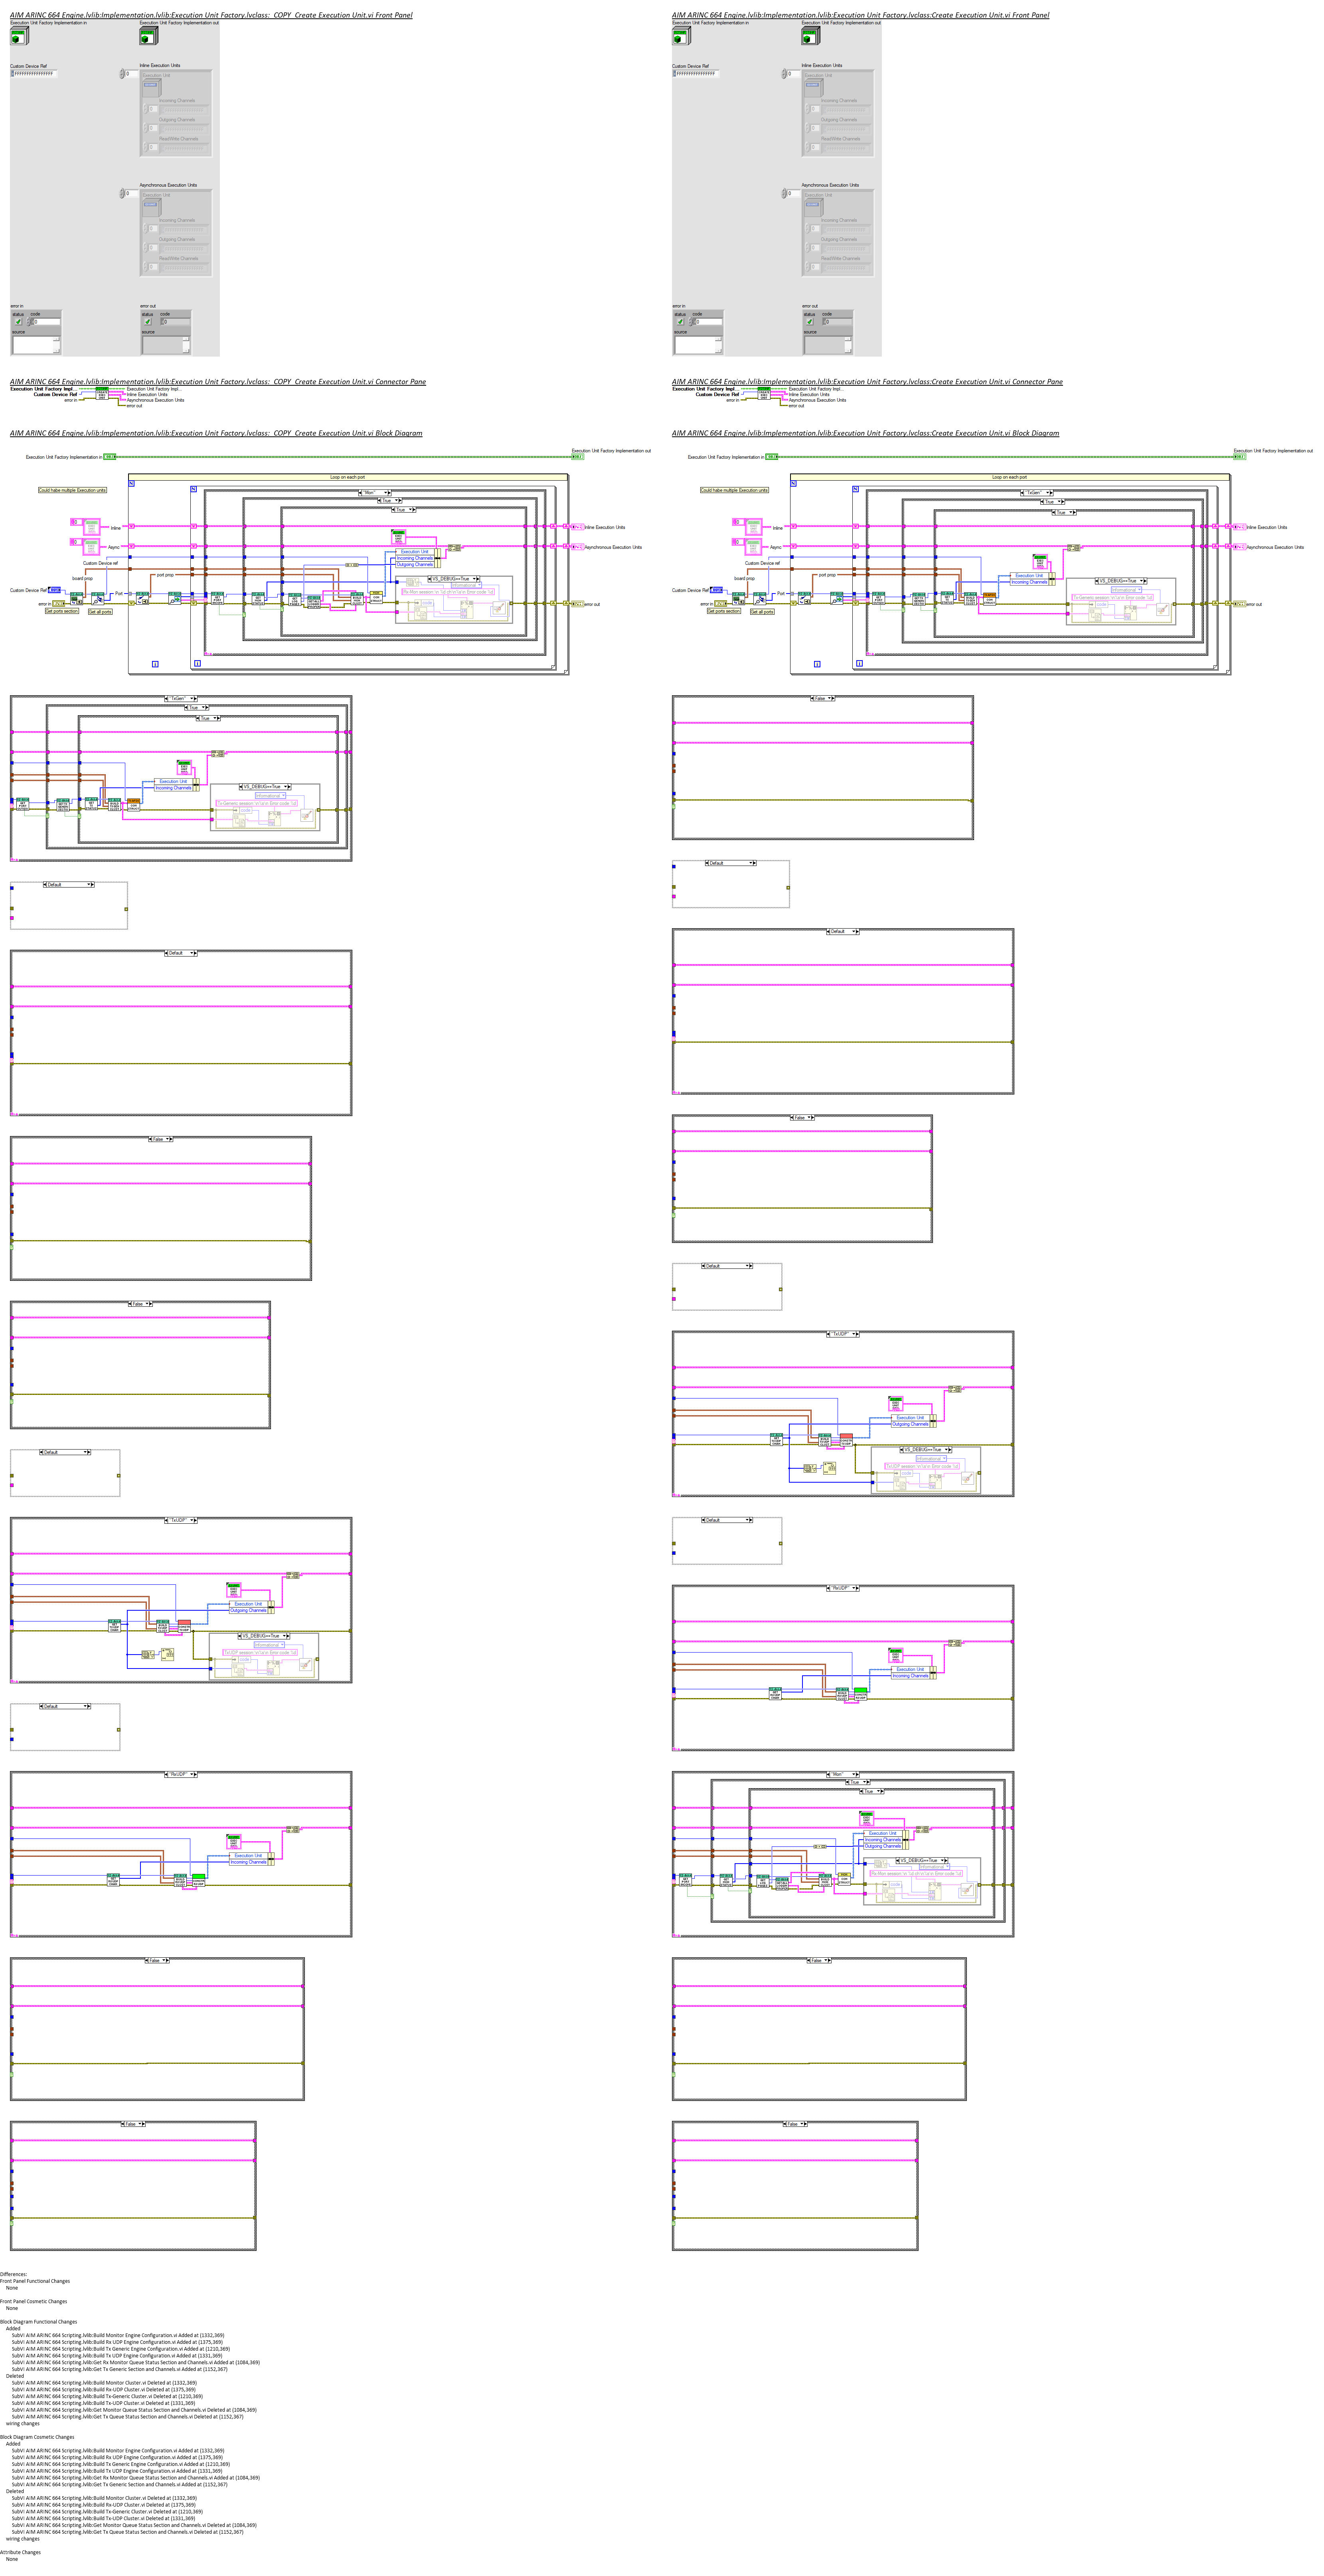 AIM ARINC 664 Engine.lvlib:Implementation.lvlib:Execution Unit Factory.lvclass:_COPY_Create Execution Unit.vi Front Panel
Execution Unit Factory Implementation in
Execution Unit Factory Implementation out
Custom Device Ref
FFFFFFFFFFFFFFFF
Inline Execution Units
0
Execution Unit
Incoming Channels
Outgoing Channels
Read/Write Channels
Asynchronous Execution Units
0
Execution Unit
Incoming Channels
Outgoing Channels
Read/Write Channels
error in
error out
status code
source
status code
source
AIM ARINC 664 Engine.lvlib:Implementation.lvlib:Execution Unit Factory.lvclass:_COPY_Create Execution Unit.vi Connector Pane
Execution Unit Factory Impl...
Custom Device Ref
error in
Execution Unit Factory Impl...
Inline Execution Units
Asynchronous Execution Units
error out
AIM ARINC 664 Engine.lvlib:Implementation.lvlib:Execution Unit Factory.lvclass:_COPY_Create Execution Unit.vi Block Diagram
Execution Unit Factory Implementation in
Execution Unit Factory Implementation out
Loop on each port
Could habe multiple Execution units
"Mon"
True
True
Inline
Inline Execution Units
Async
Asynchronous Execution Units
Execution Unit
Incoming Channels
Outgoing Channels
Custom Device ref
board prop
port prop
VS_DEBUG==True
Informational
Custom Device Ref
Port
error in
error out
Get ports section
Get all ports
"TxGen"
True
True
Execution Unit
Incoming Channels
VS_DEBUG==True
Informational
Default
Default
False
False
Default
"TxUDP"
Execution Unit
Outgoing Channels
VS_DEBUG==True
Informational
Default
"RxUDP"
Execution Unit
Incoming Channels
False
False
AIM ARINC 664 Engine.lvlib:Implementation.lvlib:Execution Unit Factory.lvclass:Create Execution Unit.vi Front Panel
Execution Unit Factory Implementation in
Execution Unit Factory Implementation out
Custom Device Ref
FFFFFFFFFFFFFFFF
Inline Execution Units
0
Execution Unit
Incoming Channels
Outgoing Channels
Read/Write Channels
Asynchronous Execution Units
0
Execution Unit
Incoming Channels
Outgoing Channels
Read/Write Channels
error in
error out
status code
source
status code
source
AIM ARINC 664 Engine.lvlib:Implementation.lvlib:Execution Unit Factory.lvclass:Create Execution Unit.vi Connector Pane
Execution Unit Factory Impl...
Custom Device Ref
error in
Execution Unit Factory Impl...
Inline Execution Units
Asynchronous Execution Units
error out
AIM ARINC 664 Engine.lvlib:Implementation.lvlib:Execution Unit Factory.lvclass:Create Execution Unit.vi Block Diagram
Execution Unit Factory Implementation in
Execution Unit Factory Implementation out
Loop on each port
Could habe multiple Execution units
"TxGen"
True
True
Inline
Inline Execution Units
Async
Asynchronous Execution Units
Custom Device ref
board prop
port prop
Execution Unit
Incoming Channels
VS_DEBUG==True
Informational
Custom Device Ref
Port
error in
error out
Get ports section
Get all ports
False
Default
Default
False
Default
"TxUDP"
Execution Unit
Outgoing Channels
VS_DEBUG==True
Informational
Default
"RxUDP"
Execution Unit
Incoming Channels
"Mon"
True
True
Execution Unit
Incoming Channels
Outgoing Channels
VS_DEBUG==True
Informational
False
False
Differences:
Front Panel Functional Changes
None
Front Panel Cosmetic Changes
None
Block Diagram Functional Changes
Added
SubVI AIM ARINC 664 Scripting.lvlib:Build Monitor Engine Configuration.vi Added at (1332,369)
SubVI AIM ARINC 664 Scripting.lvlib:Build Rx UDP Engine Configuration.vi Added at (1375,369)
SubVI AIM ARINC 664 Scripting.lvlib:Build Tx Generic Engine Configuration.vi Added at (1210,369)
SubVI AIM ARINC 664 Scripting.lvlib:Build Tx UDP Engine Configuration.vi Added at (1331,369)
SubVI AIM ARINC 664 Scripting.lvlib:Get Rx Monitor Queue Status Section and Channels.vi Added at (1084,369)
SubVI AIM ARINC 664 Scripting.lvlib:Get Tx Generic Section and Channels.vi Added at (1152,367)
Deleted
SubVI AIM ARINC 664 Scripting.lvlib:Build Monitor Cluster.vi Deleted at (1332,369)
SubVI AIM ARINC 664 Scripting.lvlib:Build Rx-UDP Cluster.vi Deleted at (1375,369)
SubVI AIM ARINC 664 Scripting.lvlib:Build Tx-Generic Cluster.vi Deleted at (1210,369)
SubVI AIM ARINC 664 Scripting.lvlib:Build Tx-UDP Cluster.vi Deleted at (1331,369)
SubVI AIM ARINC 664 Scripting.lvlib:Get Monitor Queue Status Section and Channels.vi Deleted at (1084,369)
SubVI AIM ARINC 664 Scripting.lvlib:Get Tx Queue Status Section and Channels.vi Deleted at (1152,367)
wiring changes
Block Diagram Cosmetic Changes
Added
SubVI AIM ARINC 664 Scripting.lvlib:Build Monitor Engine Configuration.vi Added at (1332,369)
SubVI AIM ARINC 664 Scripting.lvlib:Build Rx UDP Engine Configuration.vi Added at (1375,369)
SubVI AIM ARINC 664 Scripting.lvlib:Build Tx Generic Engine Configuration.vi Added at (1210,369)
SubVI AIM ARINC 664 Scripting.lvlib:Build Tx UDP Engine Configuration.vi Added at (1331,369)
SubVI AIM ARINC 664 Scripting.lvlib:Get Rx Monitor Queue Status Section and Channels.vi Added at (1084,369)
SubVI AIM ARINC 664 Scripting.lvlib:Get Tx Generic Section and Channels.vi Added at (1152,367)
Deleted
SubVI AIM ARINC 664 Scripting.lvlib:Build Monitor Cluster.vi Deleted at (1332,369)
SubVI AIM ARINC 664 Scripting.lvlib:Build Rx-UDP Cluster.vi Deleted at (1375,369)
SubVI AIM ARINC 664 Scripting.lvlib:Build Tx-Generic Cluster.vi Deleted at (1210,369)
SubVI AIM ARINC 664 Scripting.lvlib:Build Tx-UDP Cluster.vi Deleted at (1331,369)
SubVI AIM ARINC 664 Scripting.lvlib:Get Monitor Queue Status Section and Channels.vi Deleted at (1084,369)
SubVI AIM ARINC 664 Scripting.lvlib:Get Tx Queue Status Section and Channels.vi Deleted at (1152,367)
wiring changes
Attribute Changes
None